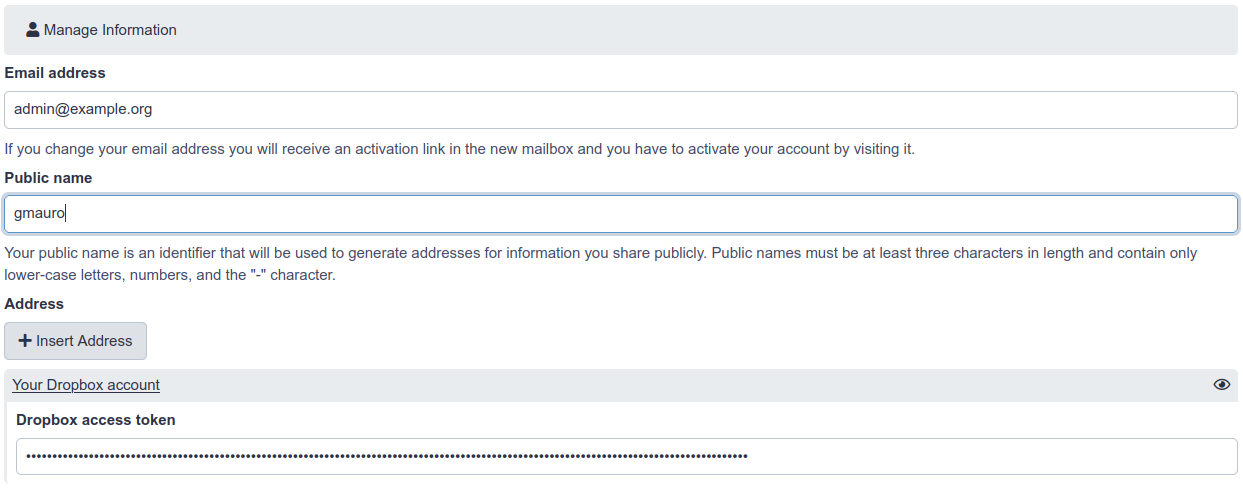 Manage Information
Email address
admin@example.org
If you change your email address you will receive an activation link in the new mailbox and you have to activate your account by visiting it.
Public name
gmauro
Your public name is an identifier that will be used to generate addresses for information you share publicly. Public names must be at least three characters in length and contain only
lower-case letters, numbers, and the "-" character.
Address
Insert Address
Your Dropbox account
Dropbox access token